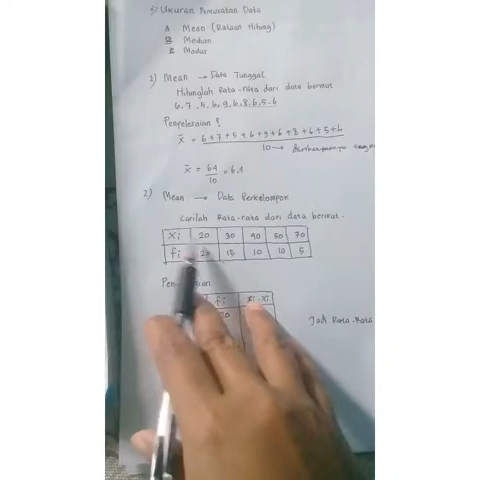 Ukuran Pemusatan Data
A. Mean (Rataan Hitung)
B. Median
C. Modus
1) Mean → Data Tunggal
Hitunglah Rata-rata dari data berikut
6, 7, 5, 6, 9, 6, 8, 6, 5, 6
Penyelesaian
x̄ = 6+7+5+6+9+6+8+6+5+6
10 →
x̄ = 64
10 = 6,4
2) Mean → Data Berkelompok
Carilah Rata-rata dari data berikut.
Xi 20 30 40 50 70
fi 20 15 10 10 5
fi xi
20
Jadi Rata-Rata